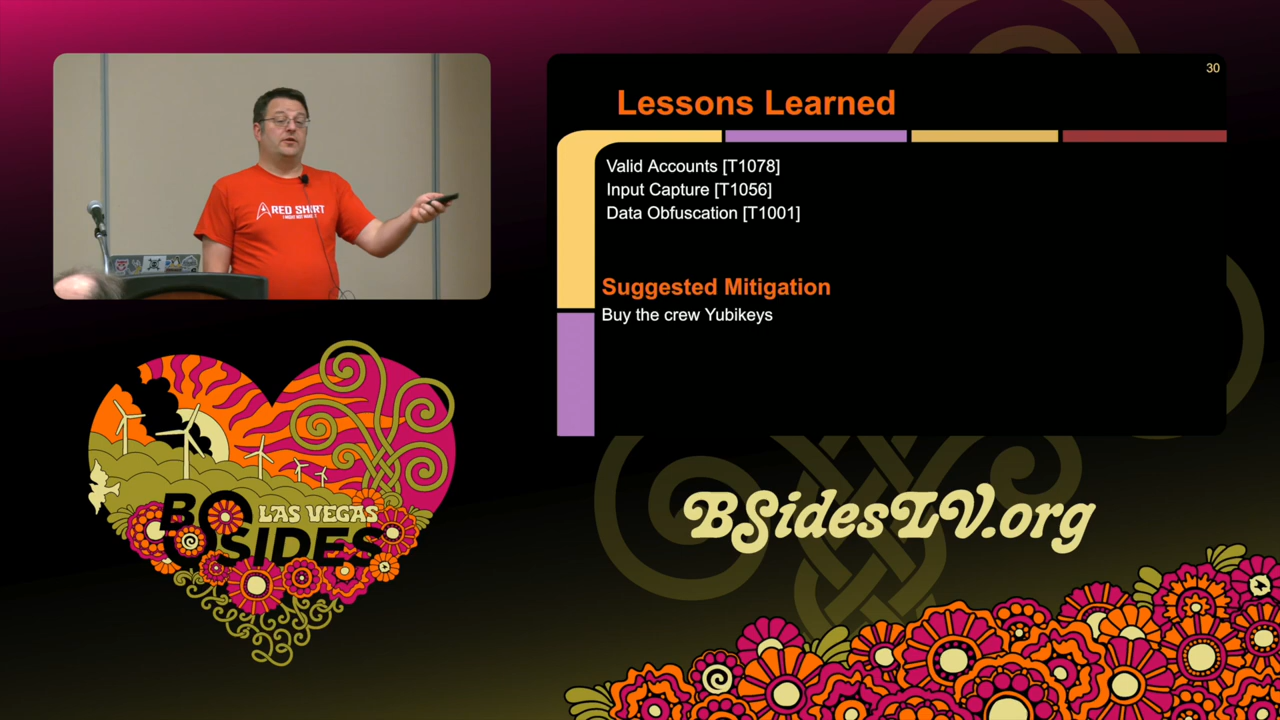 RED SHIRT
30
Lessons Learned
Valid Accounts [T1078]
Input Capture [T1056]
Data Obfuscation [T1001]
Suggested Mitigation
Buy the crew Yubikeys
LAS VEGAS
BSIDES
23
BSidesLV.org